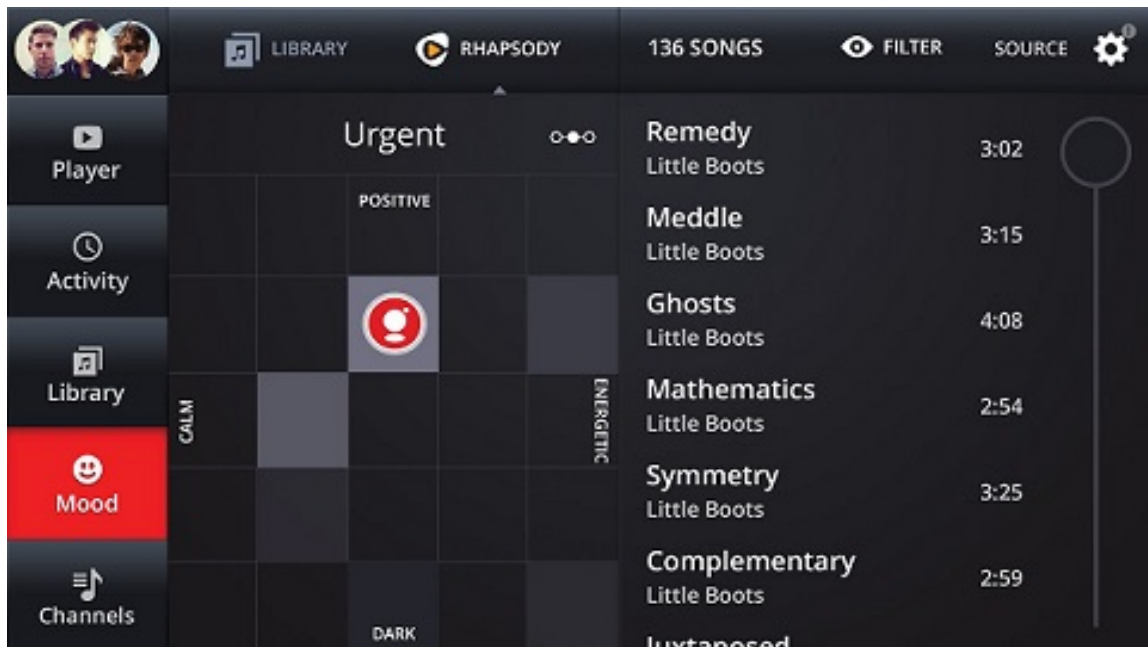 LIBRARY
RHAPSODY
136 SONGS
FILTER
SOURCE
Player
Activity
Library
Mood
Channels
Urgent
POSITIVE
CALM
ENERGETIC
DARK
Remedy
3:02
Little Boots
Meddle
3:15
Little Boots
Ghosts
4:08
Little Boots
Mathematics
2:54
Little Boots
Symmetry
3:25
Little Boots
Complementary
2:59
Little Boots
Juxtaposed